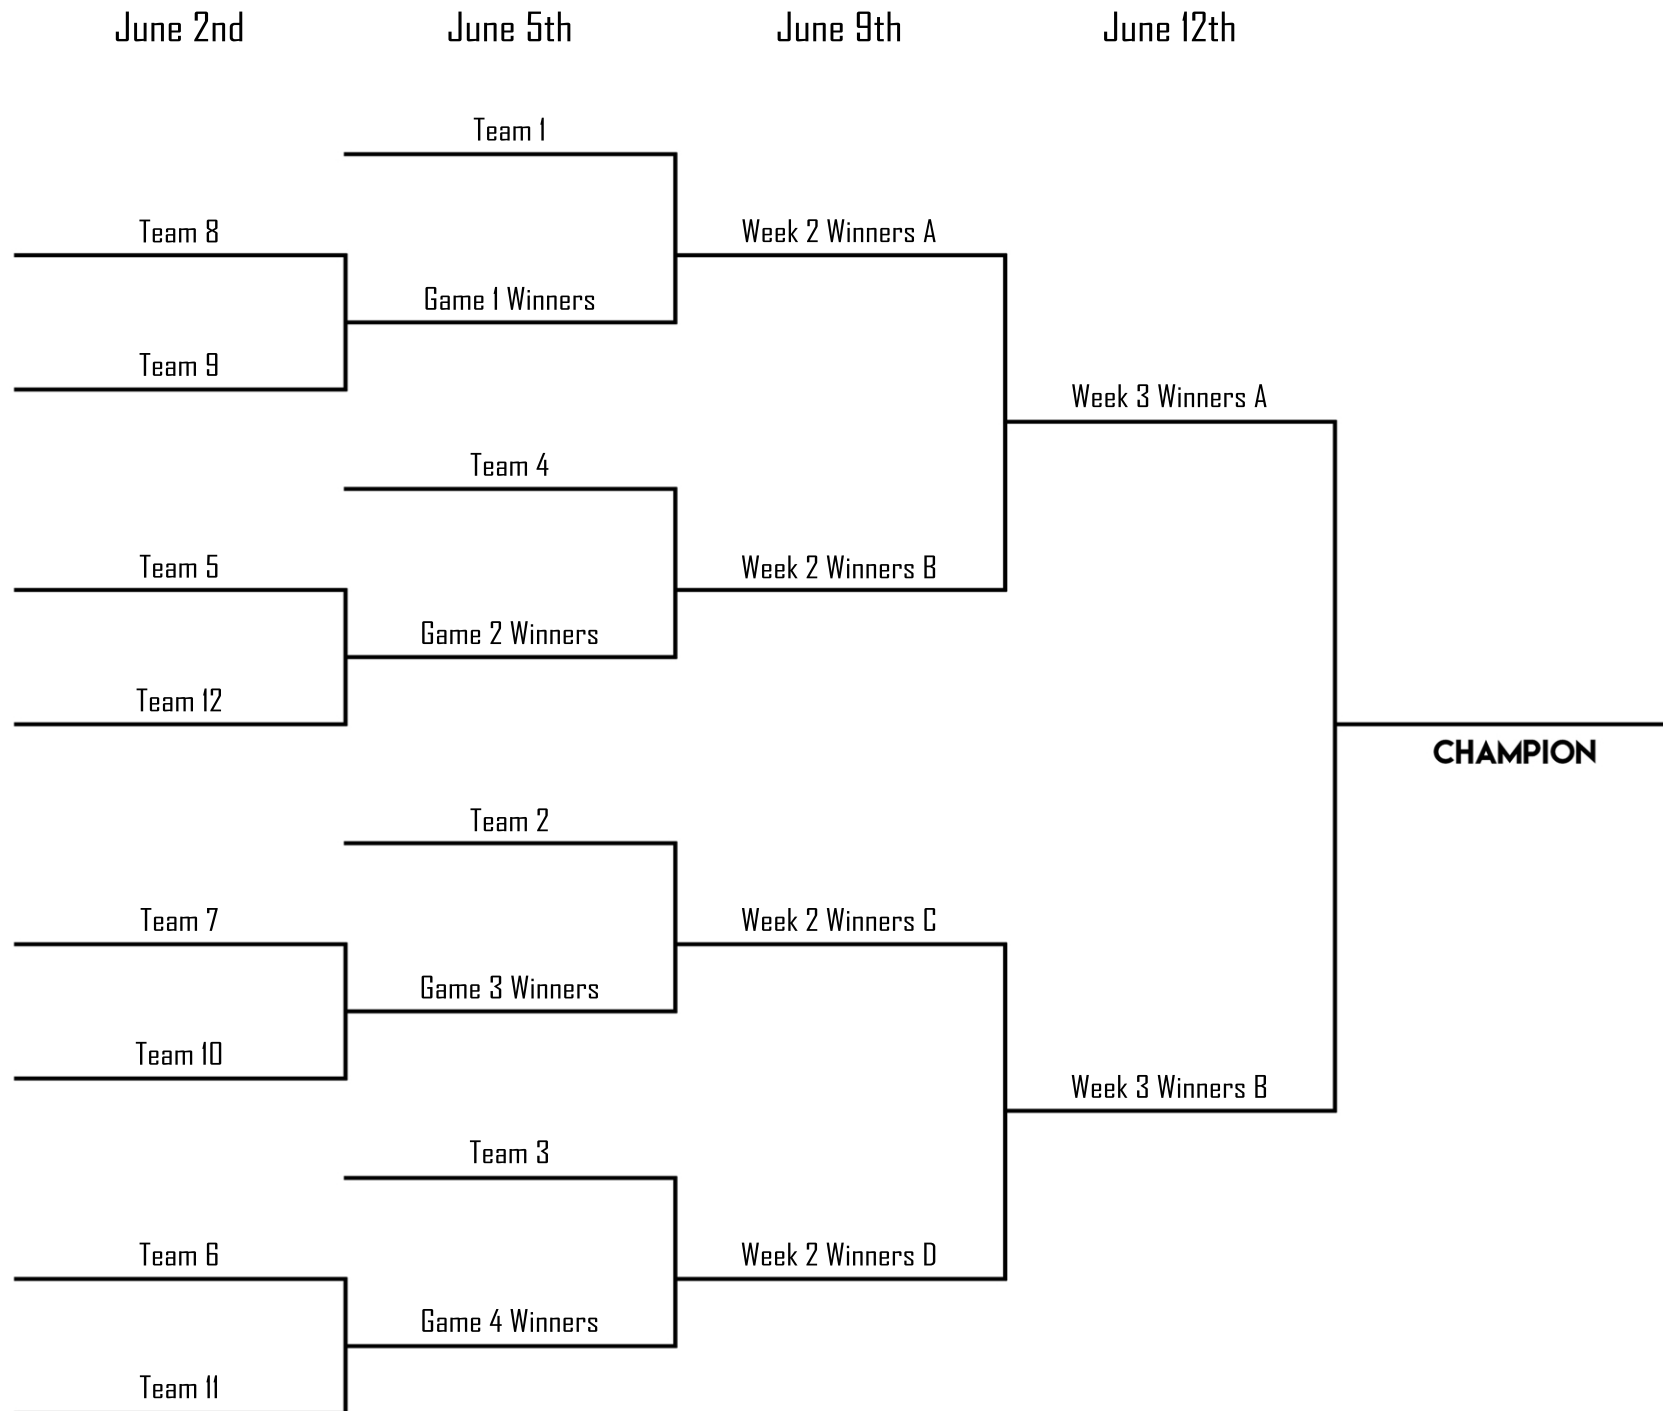 June 2nd
June 5th
June 9th
June 12th
Team 1
Team 8
Week 2 Winners A
Game 1 Winners
Team 9
Week 3 Winners A
Team 4
Team 5
Week 2 Winners B
Game 2 Winners
Team 12
CHAMPION
Team 2
Team 7
Week 2 Winners C
Game 3 Winners
Team 10
Week 3 Winners B
Team 3
Team 6
Week 2 Winners D
Game 4 Winners
Team 11